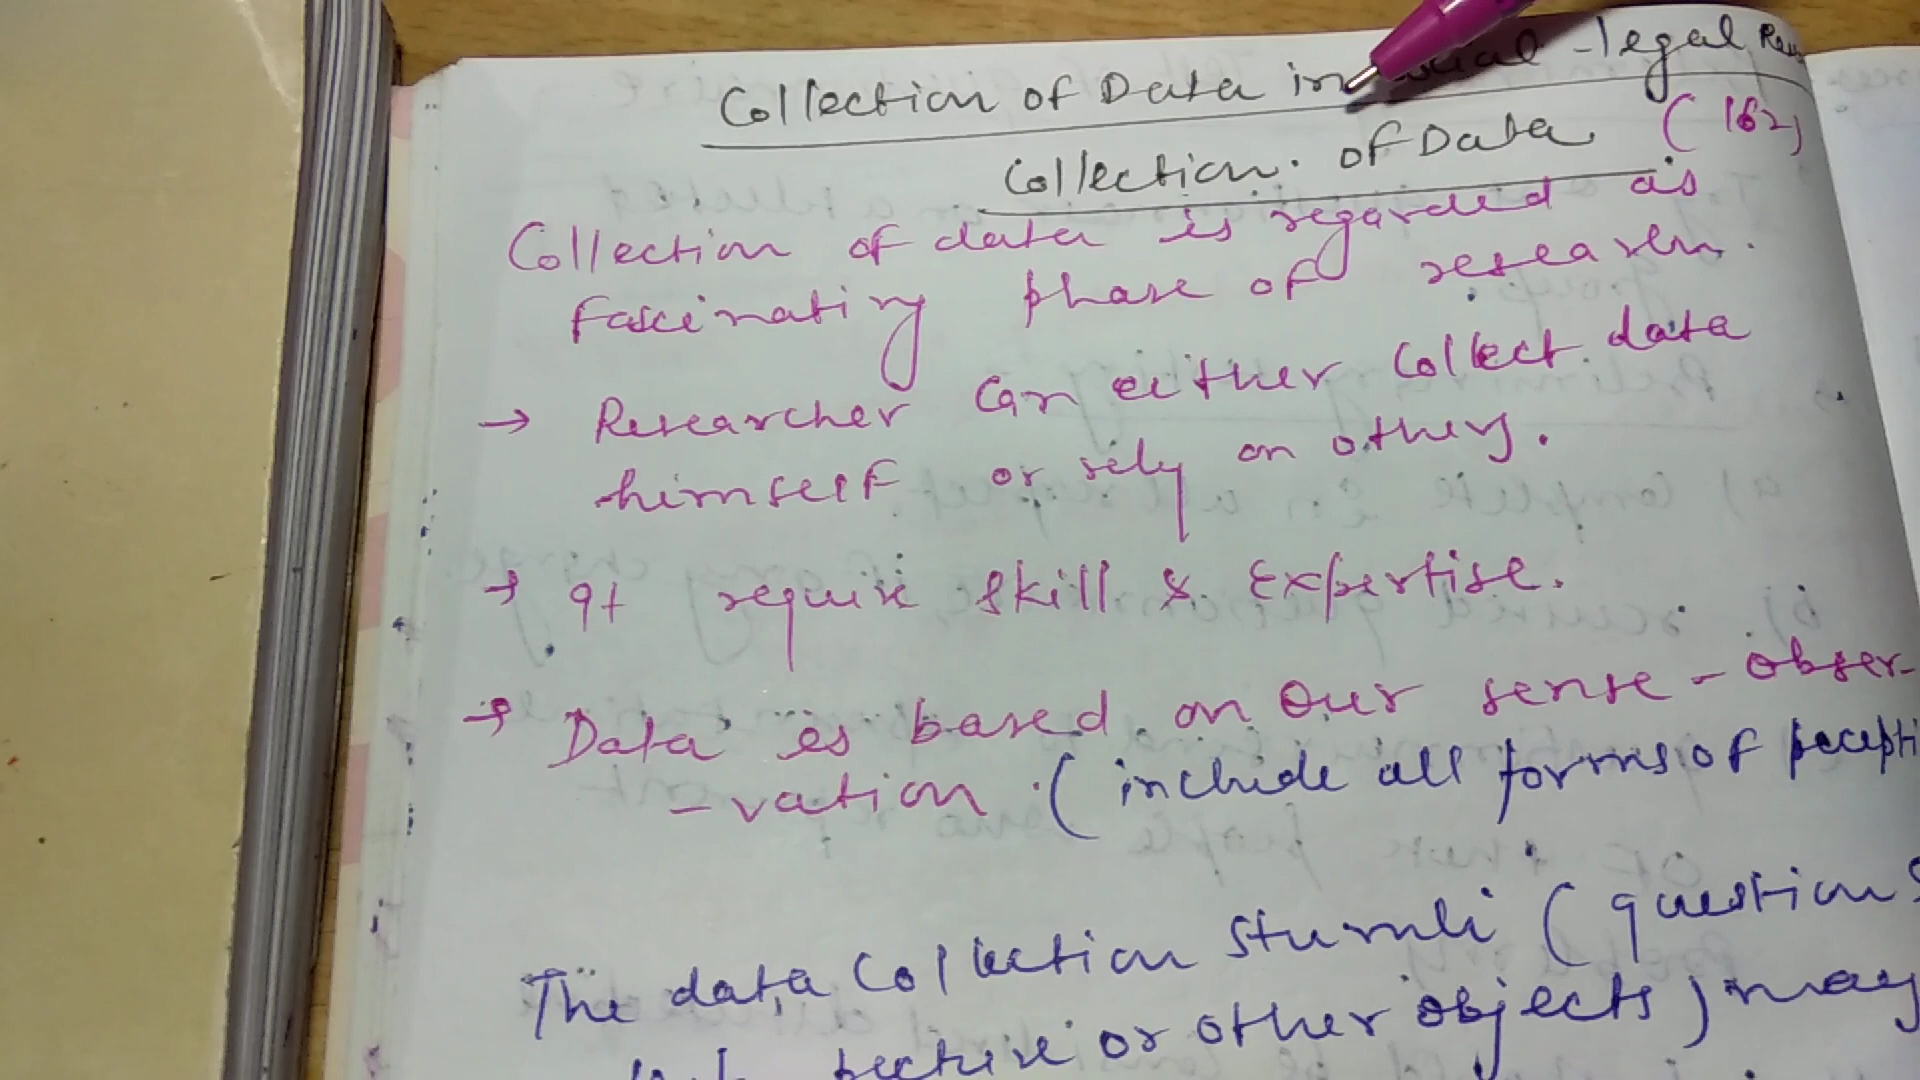 Collection of Data in -legal
Collection. of Data (162)
Collection of data is regarded as
fascinating phase of research.
→ Researcher can either collect data
himself or rely on others.
→ It require skill & Expertise.
→ Data is based on our sense - obser-
-vation. (include all forms of
The data collection stumli (questions
or other objects) may